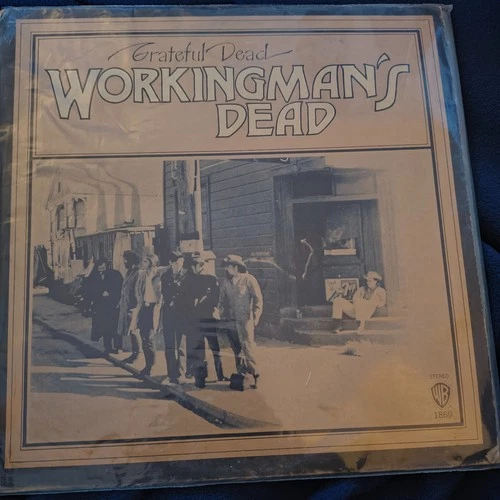 Grateful Dead
WORKINGMAN'S
DEAD
STEREO
WB
1869